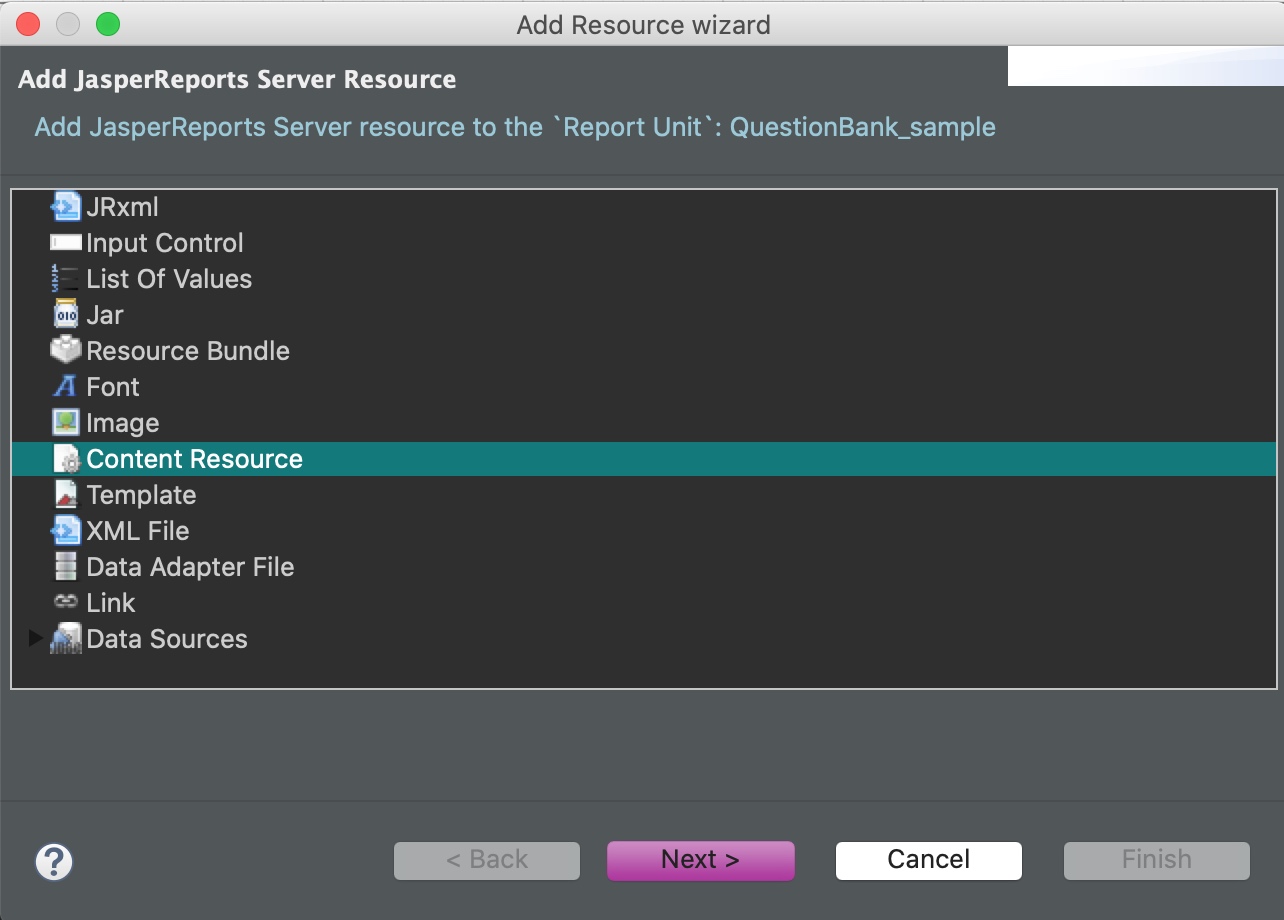 Add Resource wizard
Add JasperReports Server Resource
Add JasperReports Server resource to the `Report Unit`: QuestionBank_sample
JRxml
Input Control
List Of Values
Jar
Resource Bundle
Font
Image
Content Resource
Template
XML File
Data Adapter File
Link
Data Sources
? < Back Next > Cancel Finish